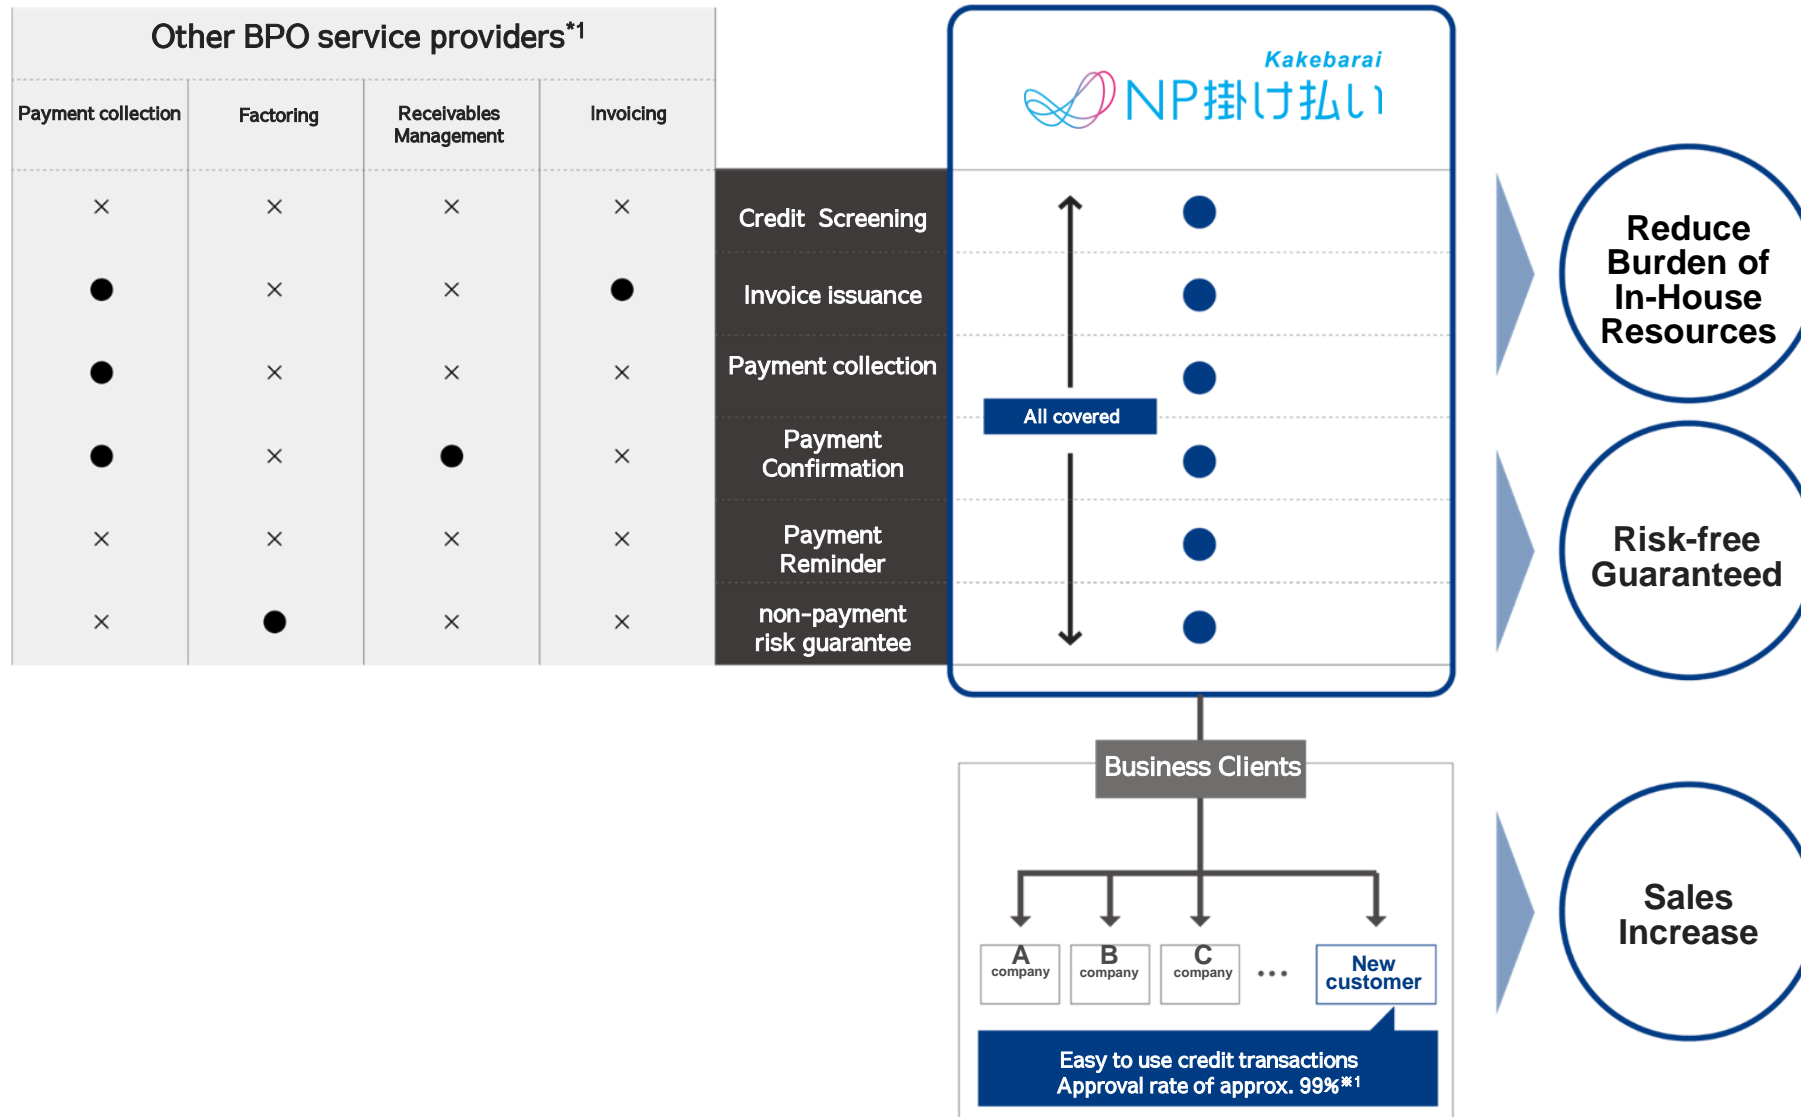 Other BPO service providers*1
Payment collection
Factoring
Receivables
Management
Invoicing
Kakebarai
NP掛け払い
× × × ×
● × × ●
● × × ×
● × ● ×
× × × ×
× ● × ×
Credit Screening
Invoice issuance
Payment collection
Payment
Confirmation
Payment
Reminder
non-payment
risk guarantee
All covered
Reduce
Burden of
In-House
Resources
Risk-free
Guaranteed
Business Clients
A
company
B
company
C
company
...
New
customer
Easy to use credit transactions
Approval rate of approx. 99%※1
Sales
Increase